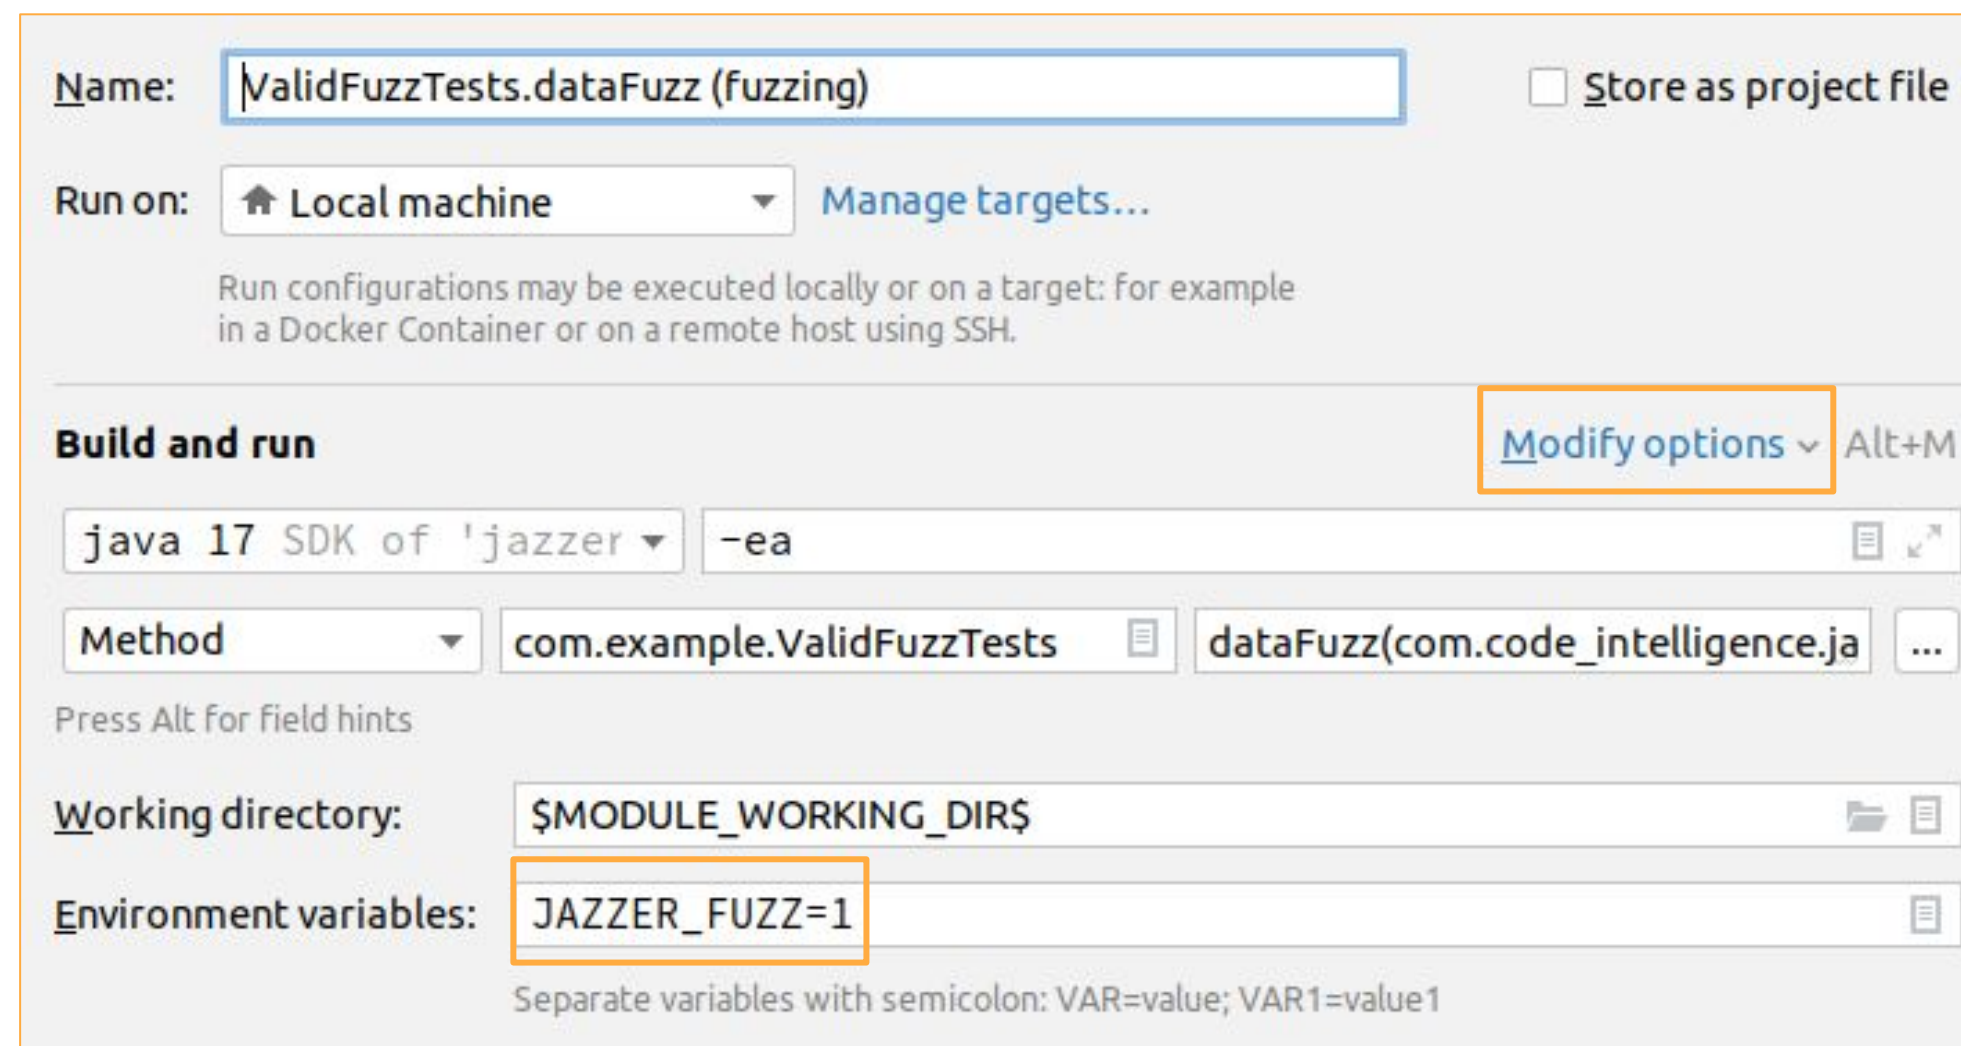 Name: ValidFuzzTests.dataFuzz (fuzzing) Store as project file
Run on: Local machine Manage targets...
Run configurations may be executed locally or on a target: for example
in a Docker Container or on a remote host using SSH.
Build and run Modify options Alt+M
java 17 SDK of 'jazzer -ea
Method com.example.ValidFuzzTests dataFuzz(com.code_intelligence.ja ...
Press Alt for field hints
Working directory: $MODULE_WORKING_DIR$
Environment variables: JAZZER_FUZZ=1
Separate variables with semicolon: VAR=value; VAR1=value1